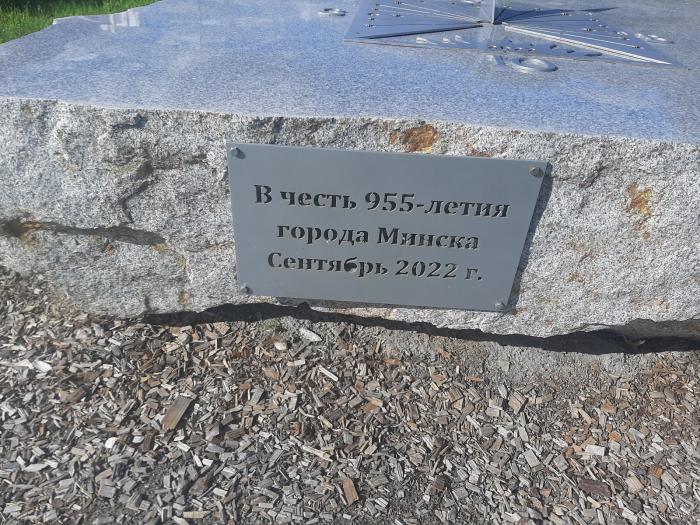 В честь 955-летия
города Минска
Сентябрь 2022 г.